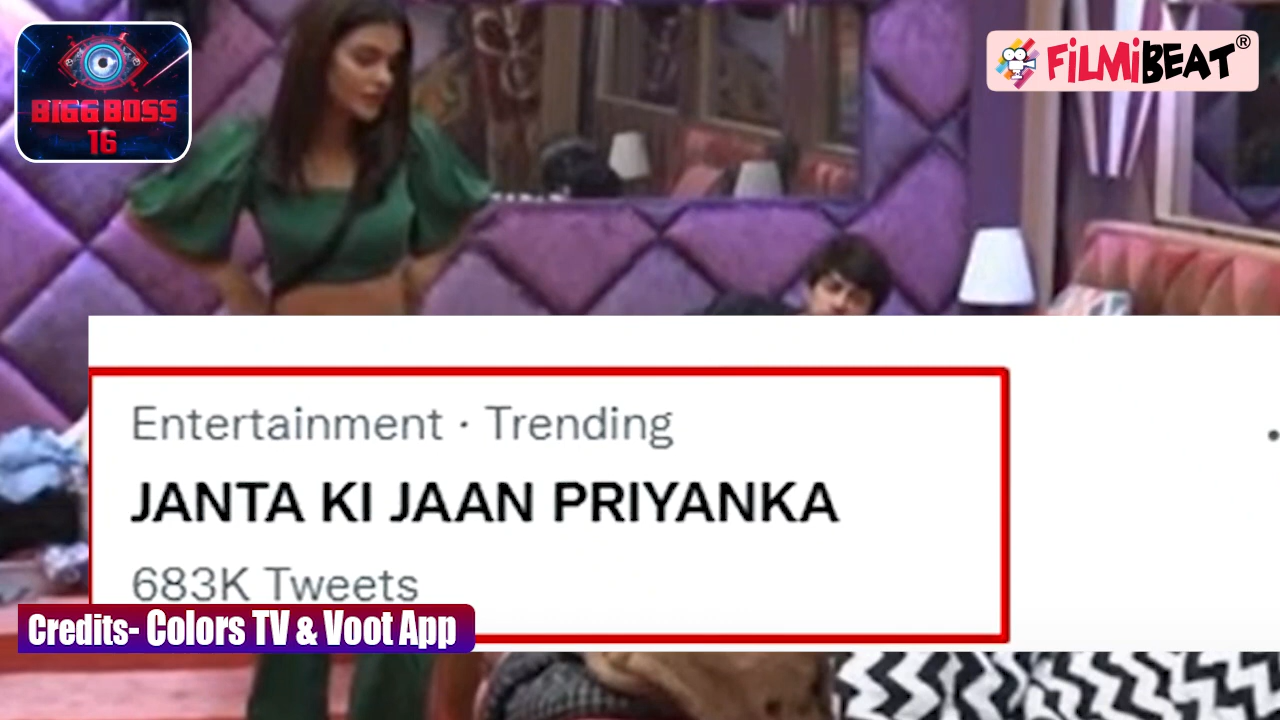 BIGG BOSS
16
FiLMiBEAT®
Entertainment · Trending
JANTA KI JAAN PRIYANKA
683K Tweets
Credits- Colors TV & Voot App